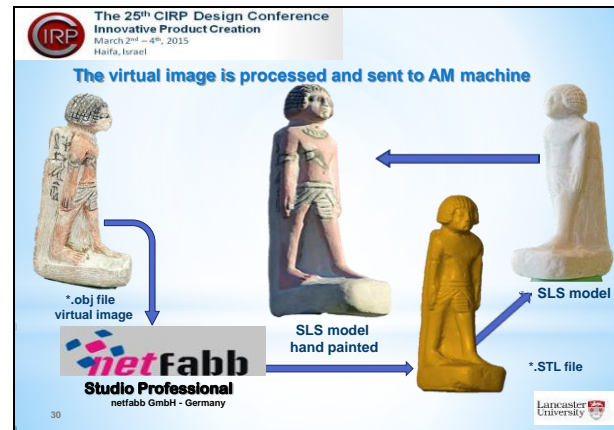 CIRP
The 25th CIRP Design Conference
Innovative Product Creation
March 2nd – 4th, 2015
Haifa, Israel
The virtual image is processed and sent to AM machine
*.obj file
virtual image
netfabb
Studio Professional
netfabb GmbH - Germany
SLS model
hand painted
SLS model
*.STL file
30
Lancaster
University